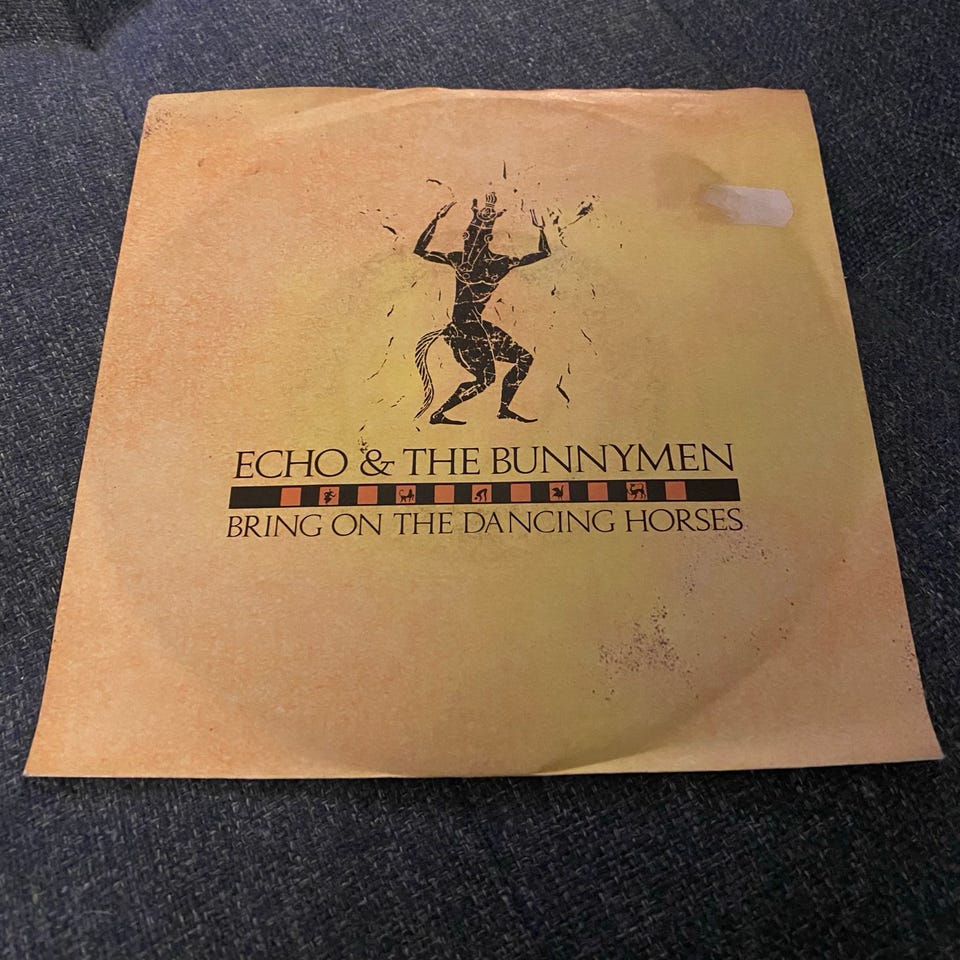 ECHO & THE BUNNYMEN
BRING ON THE DANCING HORSES